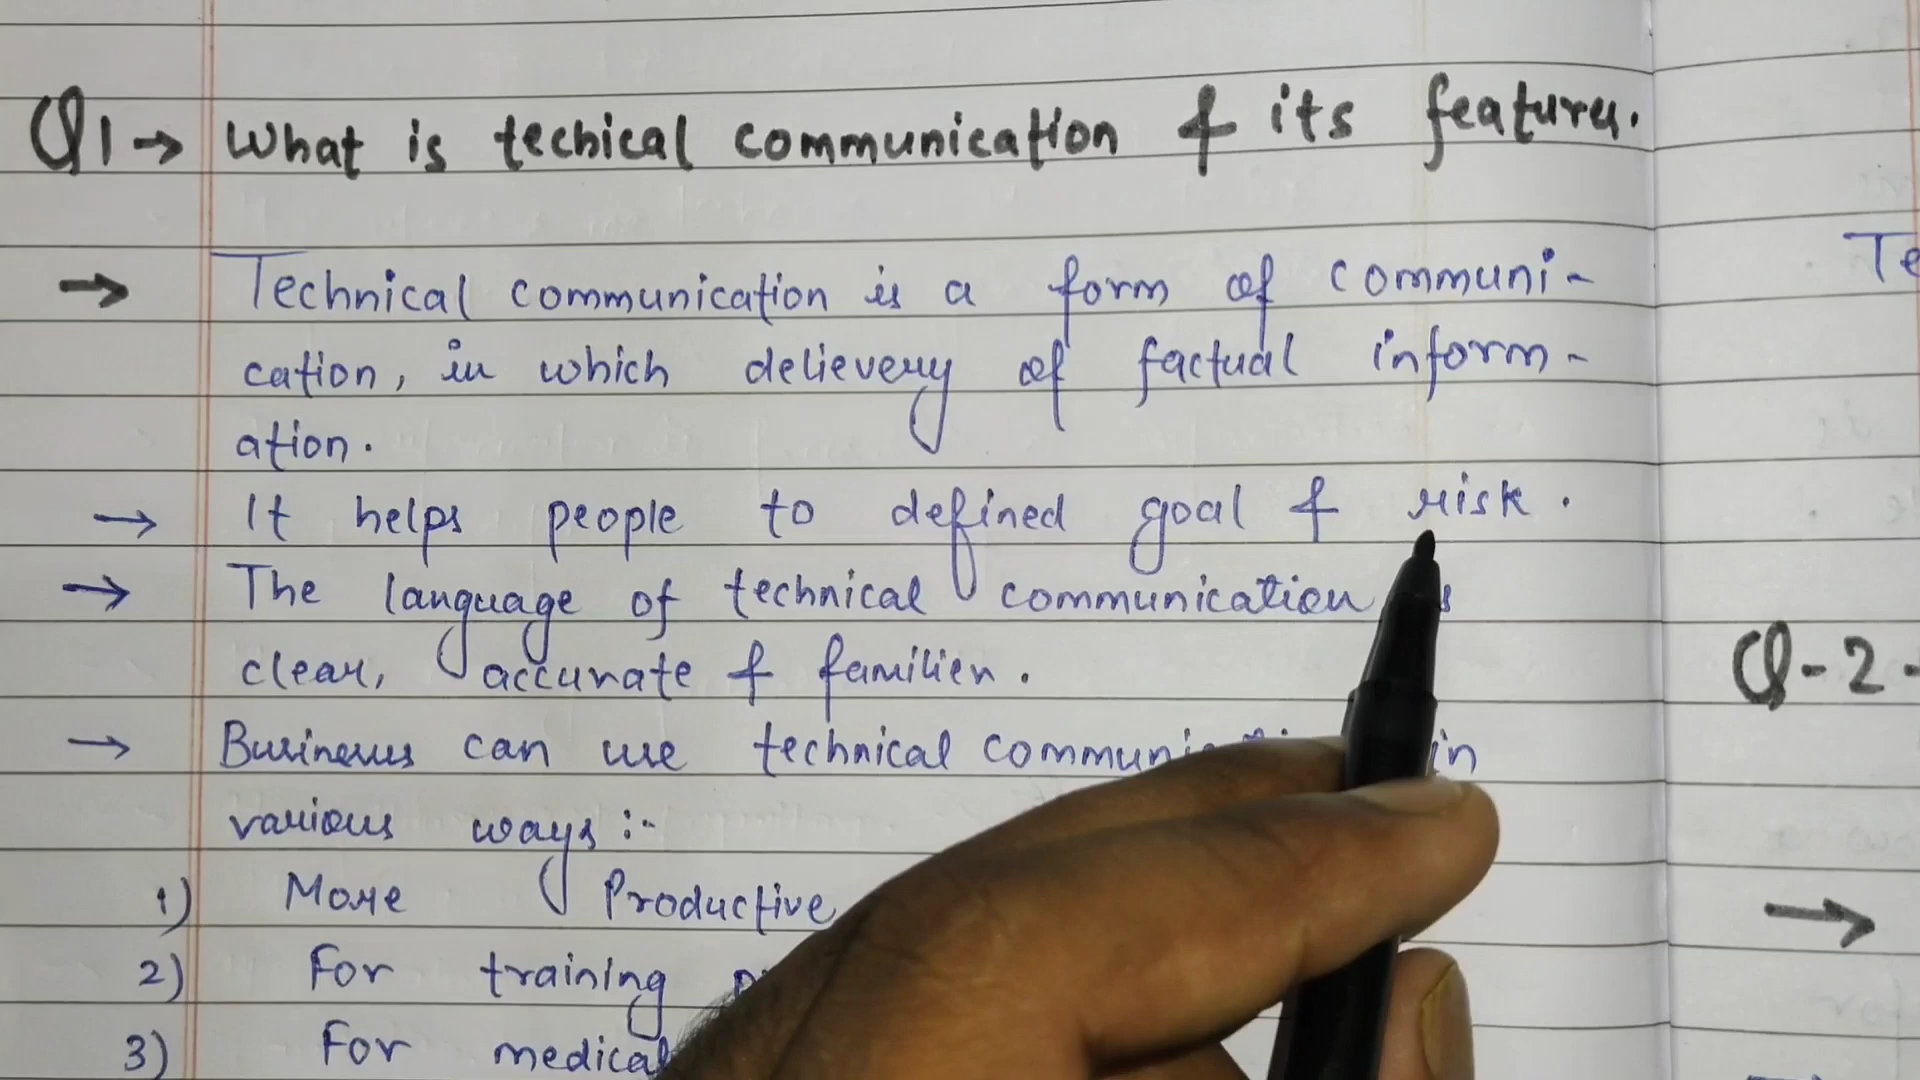 Q1→ What is techical communication & its features.
→ Technical communication is a form of communi-
cation, in which delievery of factual inform-
ation.
→ It helps people to defined goal & risk.
→ The language of technical communication
clear, accurate & familier.
→ Business can use technical in
various ways :-
1) More Productive
2) For training
3) For medical
Te
Q-2-
→